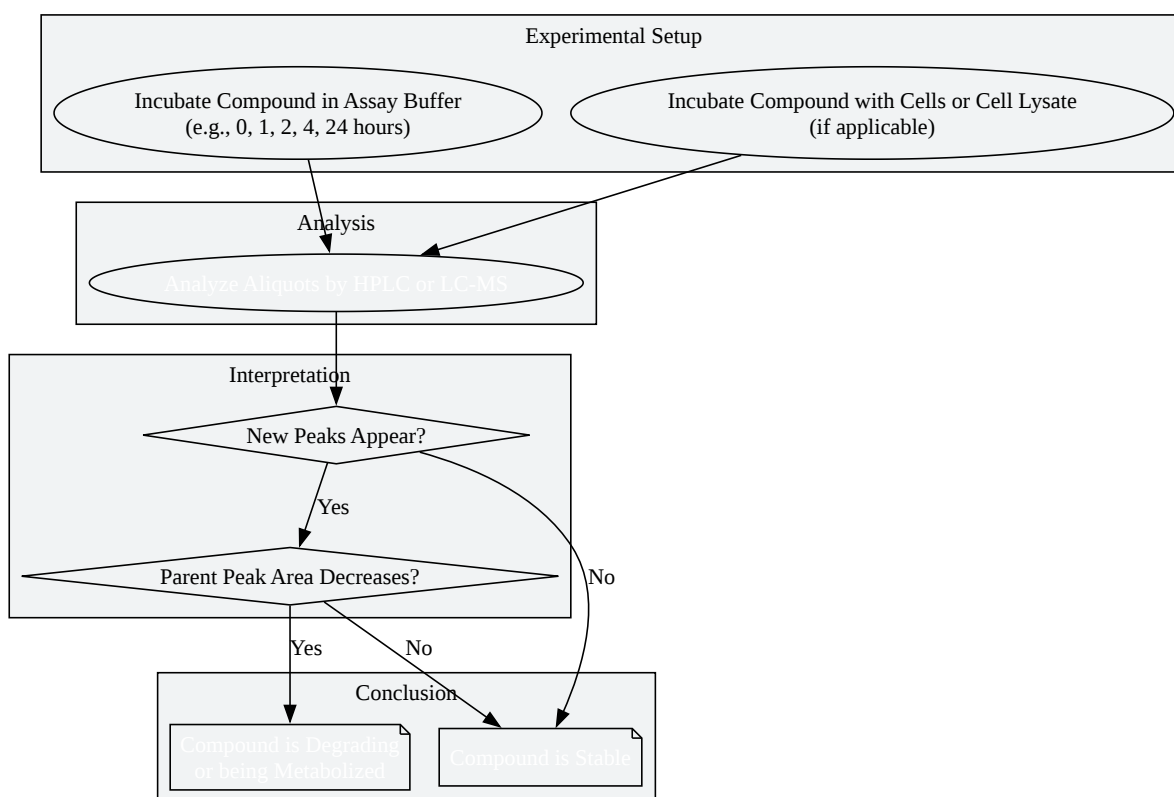 Experimental Setup
Incubate Compound in Assay Buffer
(e.g., 0, 1, 2, 4, 24 hours)
Incubate Compound with Cells or Cell Lysate
(if applicable)
Analysis
Analyze Aliquots by HPLC or LC-MS
Interpretation
New Peaks Appear?
Yes
No
Parent Peak Area Decreases?
Yes
No
Conclusion
Compound is Degrading
or being Metabolized
Compound is Stable